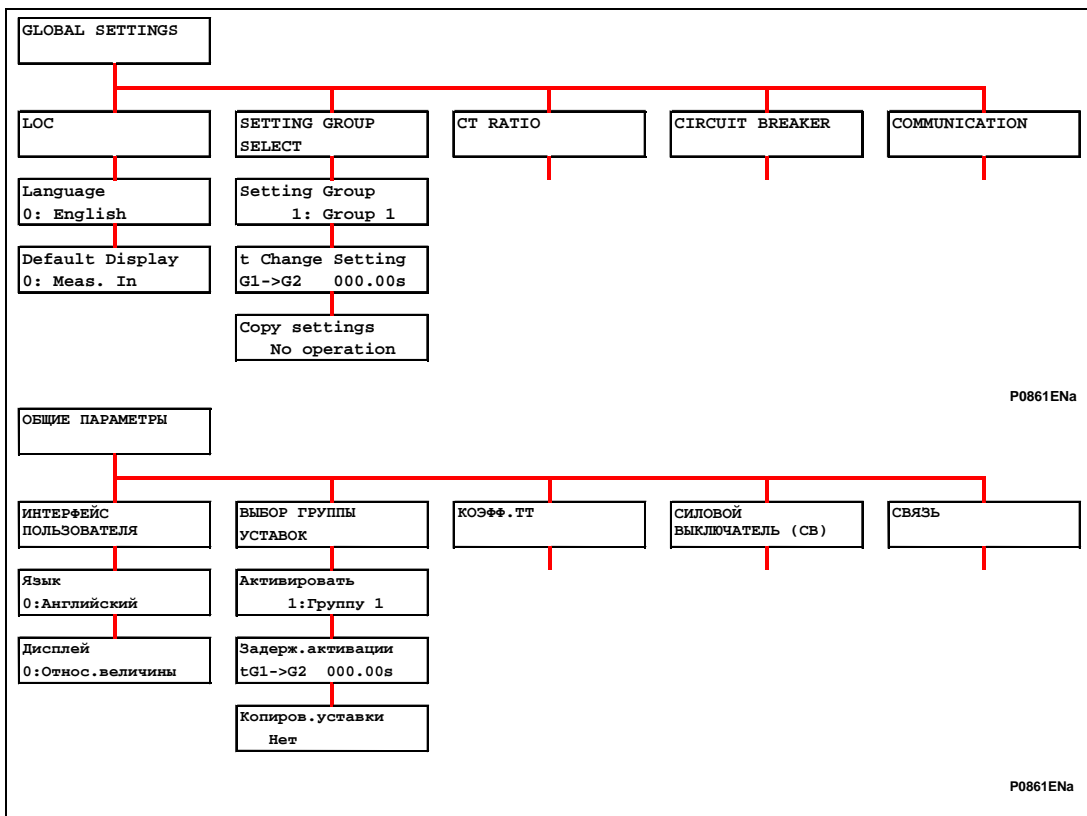 GLOBAL SETTINGS
LOC
SETTING GROUP
SELECT
CT RATIO
CIRCUIT BREAKER
COMMUNICATION
Language
0: English
Setting Group
1: Group 1
Default Display
0: Meas. In
t Change Setting
G1->G2 000.00s
Copy settings
No operation
P0861ENa
ОБЩИЕ ПАРАМЕТРЫ
ИНТЕРФЕЙС
ПОЛЬЗОВАТЕЛЯ
ВЫБОР ГРУППЫ
УСТАВОК
КОЭФФ.ТТ
СИЛОВОЙ
ВЫКЛЮЧАТЕЛЬ (СВ)
СВЯЗЬ
Язык
0:Английский
Активировать
1:Группу 1
Дисплей
0:Относ.величины
Задерж.активации
tG1->G2 000.00s
Копиров.уставки
Нет
P0861ENa